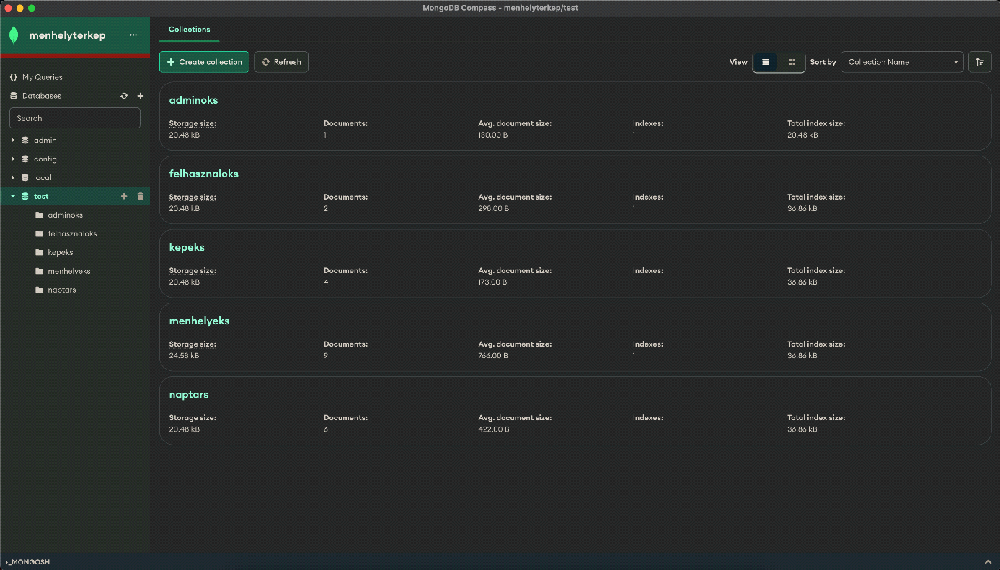 MongoDB Compass - menhelyterkep/test
menhelyterkep
My Queries
Databases
Search
admin
config
local
test
adminoks
felhasznaloks
kepeks
menhelyeks
naptars
Collections
Create collection Refresh View Sort by Collection Name
adminoks
Storage size: Documents: Avg. document size: Indexes: Total index size:
20.48 kB 1 130.00 B 1 20.48 kB
felhasznaloks
Storage size: Documents: Avg. document size: Indexes: Total index size:
20.48 kB 2 298.00 B 1 36.86 kB
kepeks
Storage size: Documents: Avg. document size: Indexes: Total index size:
20.48 kB 4 173.00 B 1 36.86 kB
menhelyeks
Storage size: Documents: Avg. document size: Indexes: Total index size:
24.58 kB 9 766.00 B 1 36.86 kB
naptars
Storage size: Documents: Avg. document size: Indexes: Total index size:
20.48 kB 6 422.00 B 1 36.86 kB
>_MONGOSH